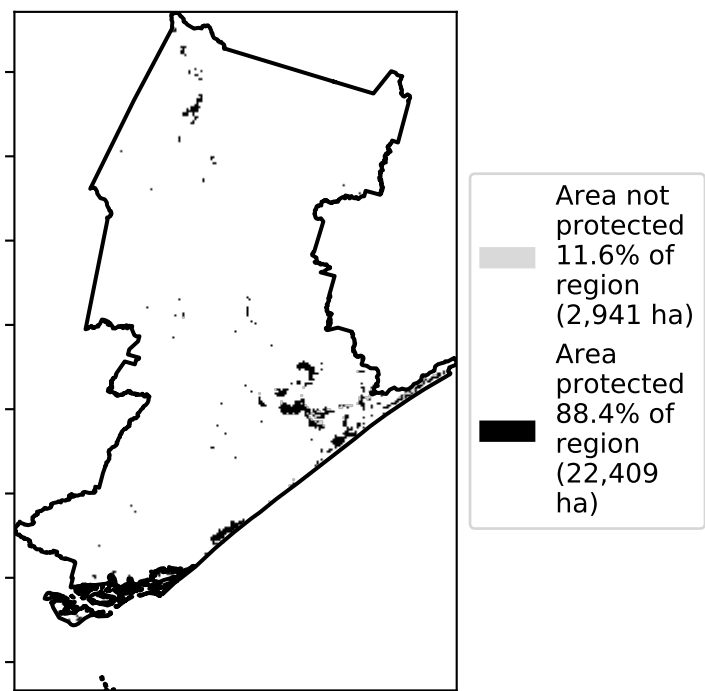 Area not
protected
11.6% of
region
(2,941 ha)
Area
protected
88.4% of
region
(22,409
ha)